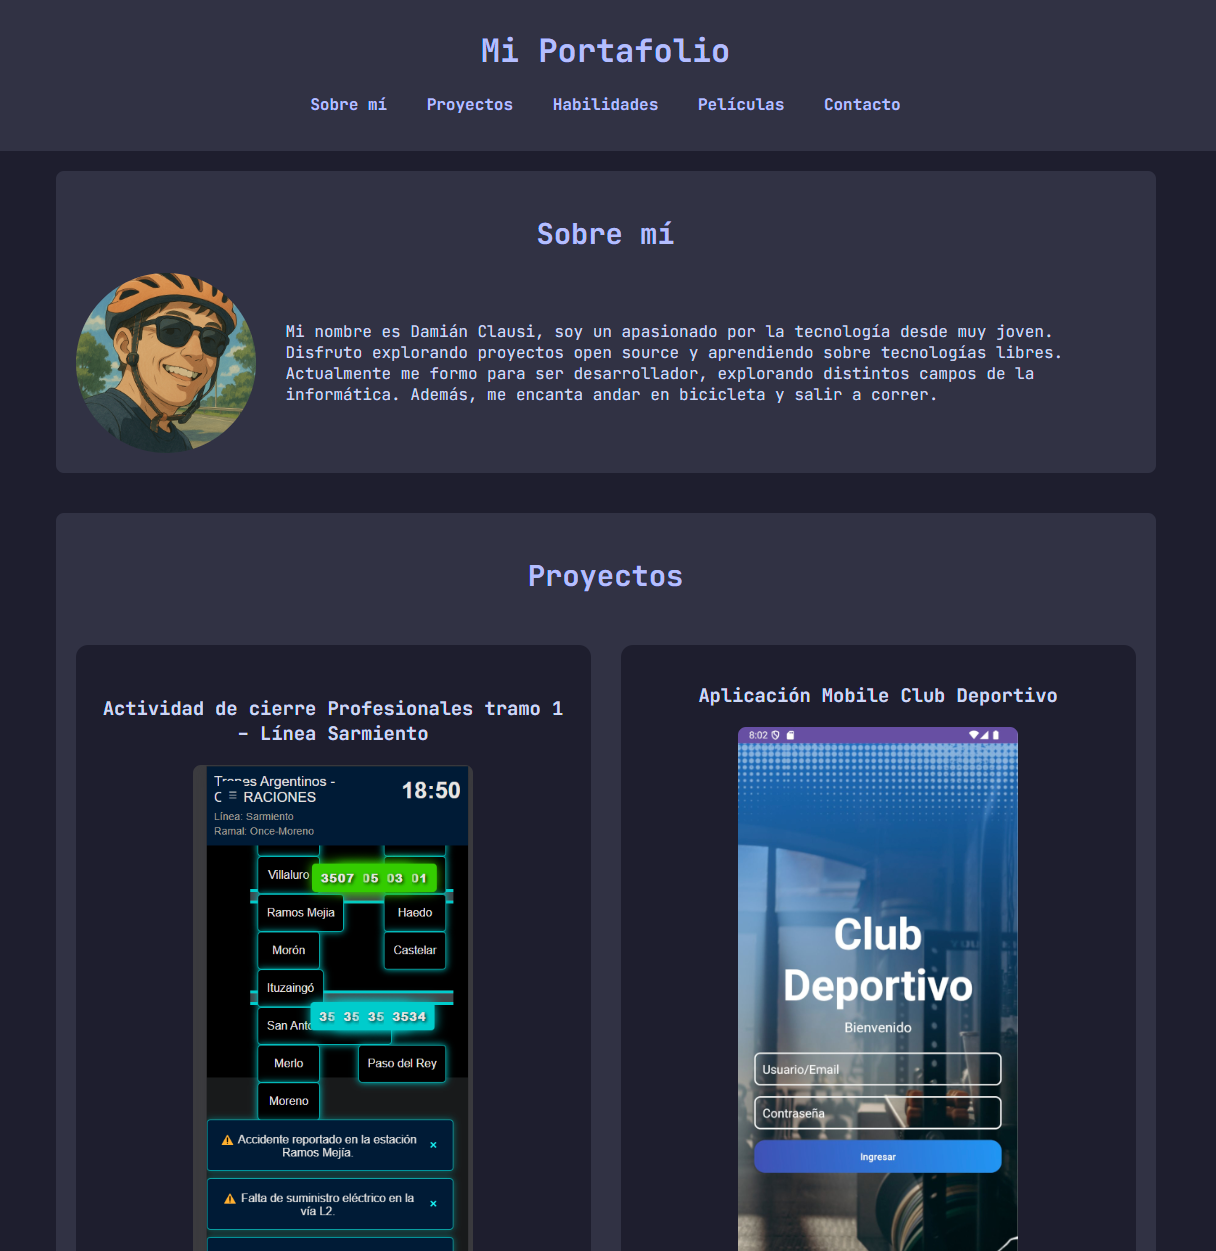 Mi Portafolio
Sobre mí Proyectos Habilidades Películas Contacto
Sobre mí
Mi nombre es Damián Clausi, soy un apasionado por la tecnología desde muy joven.
Disfruto explorando proyectos open source y aprendiendo sobre tecnologías libres.
Actualmente me formo para ser desarrollador, explorando distintos campos de la
informática. Además, me encanta andar en bicicleta y salir a correr.
Proyectos
Actividad de cierre Profesionales tramo 1
– Línea Sarmiento
Argentinos -
18:50
Línea: Sarmiento
Ramal: Once-Moreno
Villaluro
3507 05 03 01
Ramos Mejia
Haedo
Morón
Castelar
Ituzaingó
San
35 35 35 3534
Merlo
Paso del Rey
Moreno
⚠ Accidente reportado en la estación ×
Ramos Mejía.
⚠ Falta de suministro eléctrico en la ×
vía L2.
Aplicación Mobile Club Deportivo
8:02
Club
Deportivo
Bienvenido
Usuario/Email
Contraseña
Ingresar